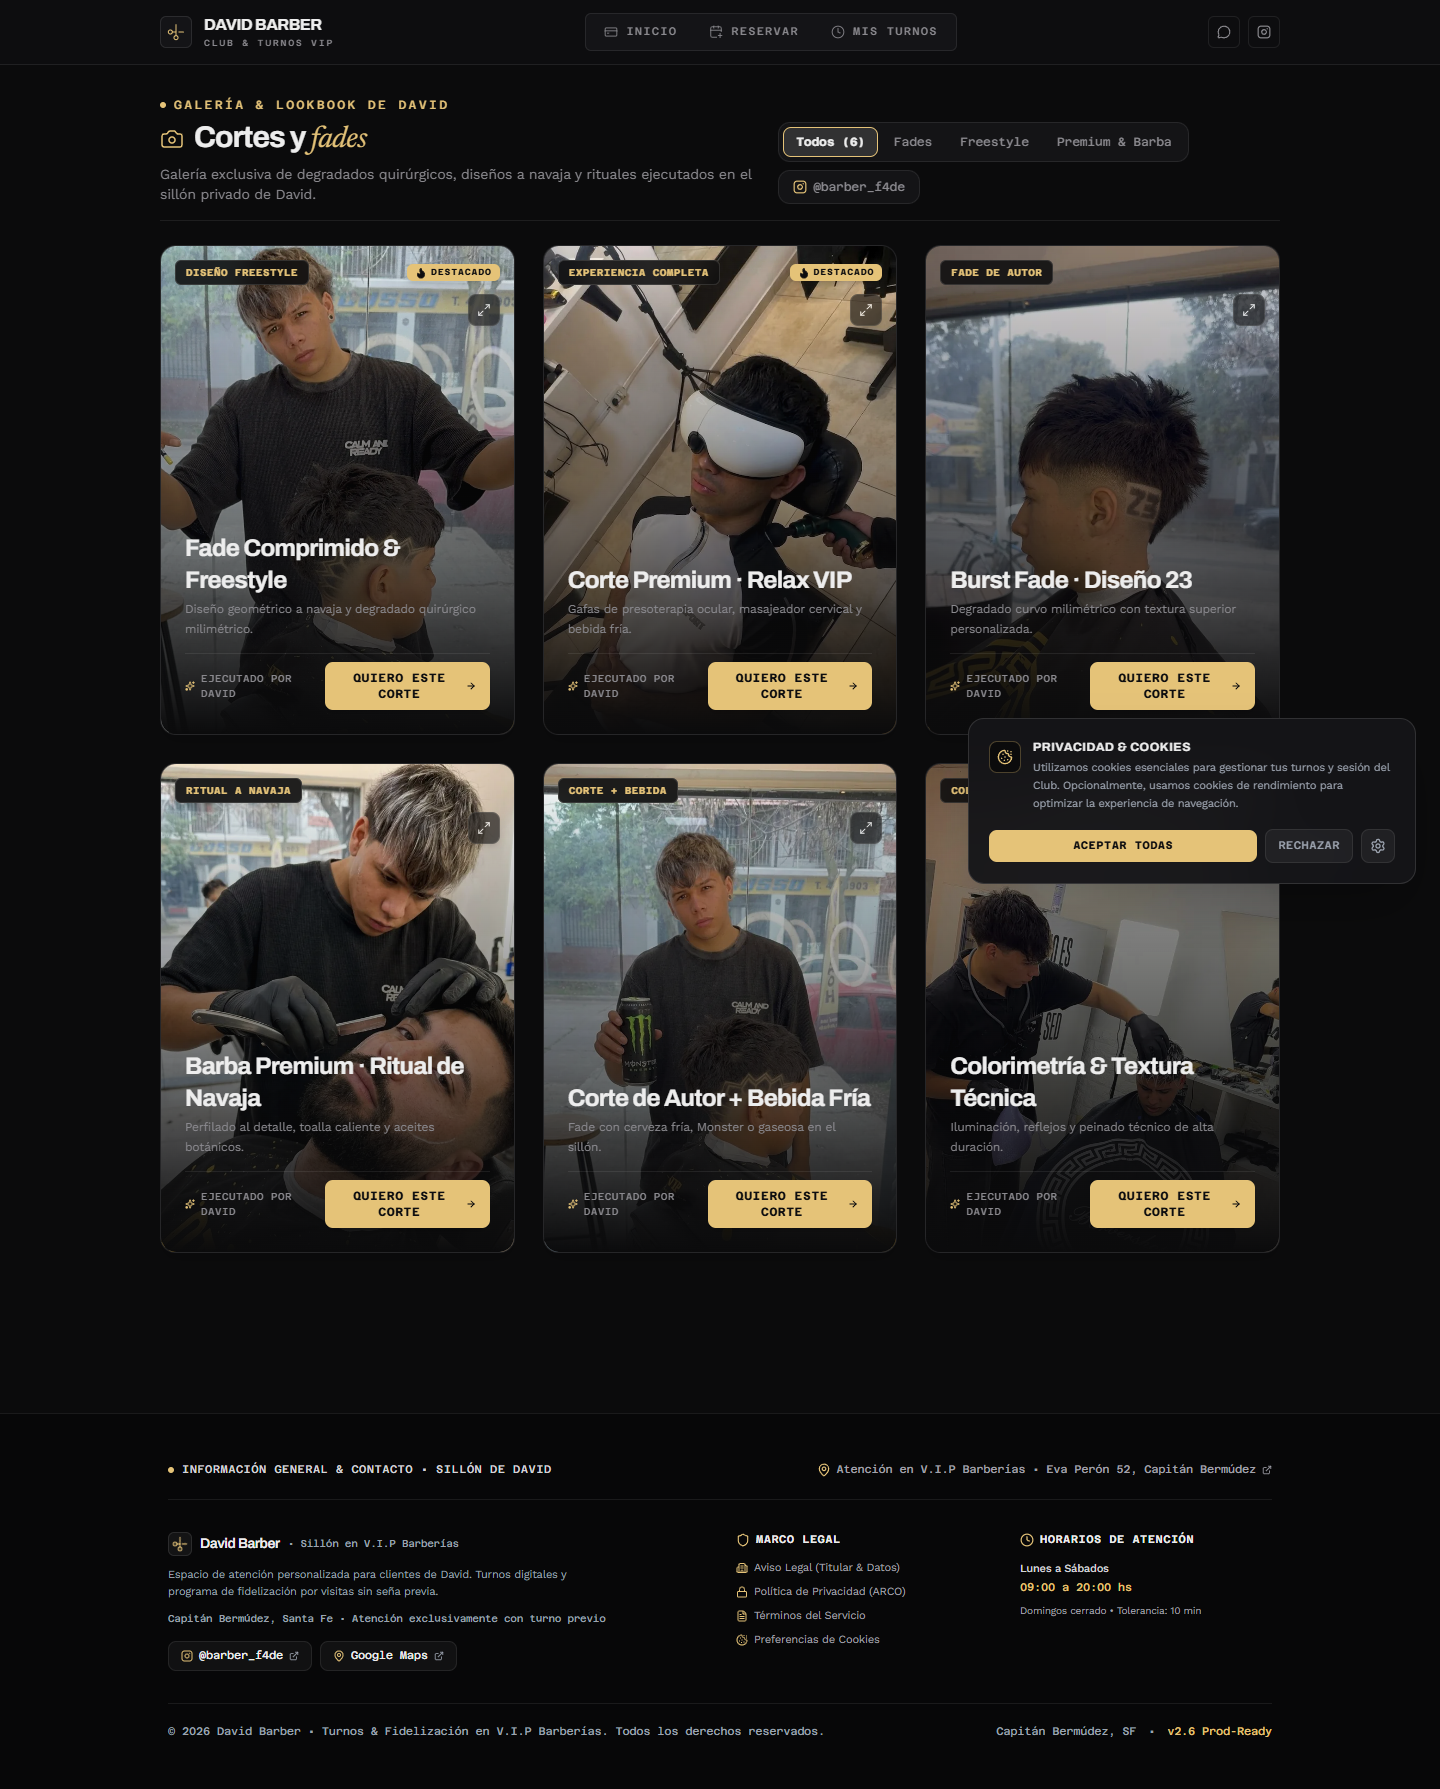 DAVID BARBER
CLUB & TURNOS VIP
INICIO
RESERVAR
MIS TURNOS
GALERÍA & LOOKBOOK DE DAVID
Cortes y fades
Galería exclusiva de degradados quirúrgicos, diseños a navaja y rituales ejecutados en el
sillón privado de David.
Todos (6)
Fades
Freestyle
Premium & Barba
@barber_f4de
DISEÑO FREESTYLE
DESTACADO
CALM AND
READY
Fade Comprimido &
Freestyle
Diseño geométrico a navaja y degradado quirúrgico
milimétrico.
EJECUTADO POR
DAVID
QUIERO ESTE
CORTE
EXPERIENCIA COMPLETA
DESTACADO
Corte Premium · Relax VIP
Gafas de presoterapia ocular, masajeador cervical y
bebida fría.
EJECUTADO POR
DAVID
QUIERO ESTE
CORTE
FADE DE AUTOR
23
Burst Fade · Diseño 23
Degradado curvo milimétrico con textura superior
personalizada.
EJECUTADO POR
DAVID
QUIERO ESTE
CORTE
PRIVACIDAD & COOKIES
Utilizamos cookies esenciales para gestionar tus turnos y sesión del
Club. Opcionalmente, usamos cookies de rendimiento para
optimizar la experiencia de navegación.
ACEPTAR TODAS
RECHAZAR
RITUAL A NAVAJA
Barba Premium · Ritual de
Navaja
Perfilado al detalle, toalla caliente y aceites
botánicos.
EJECUTADO POR
DAVID
QUIERO ESTE
CORTE
CORTE + BEBIDA
CALM AND
READY
MONSTER
Corte de Autor + Bebida Fría
Fade con cerveza fría, Monster o gaseosa en el
sillón.
EJECUTADO POR
DAVID
QUIERO ESTE
CORTE
Colorimetría & Textura
Técnica
Iluminación, reflejos y peinado técnico de alta
duración.
EJECUTADO POR
DAVID
QUIERO ESTE
CORTE
INFORMACIÓN GENERAL & CONTACTO • SILLÓN DE DAVID
Atención en V.I.P Barberías • Eva Perón 52, Capitán Bermúdez
David Barber
• Sillón en V.I.P Barberías
Espacio de atención personalizada para clientes de David. Turnos digitales y
programa de fidelización por visitas sin seña previa.
Capitán Bermúdez, Santa Fe • Atención exclusivamente con turno previo
@barber_f4de
Google Maps
MARCO LEGAL
Aviso Legal (Titular & Datos)
Política de Privacidad (ARCO)
Términos del Servicio
Preferencias de Cookies
HORARIOS DE ATENCIÓN
Lunes a Sábados
09:00 a 20:00 hs
Domingos cerrado • Tolerancia: 10 min
© 2026 David Barber • Turnos & Fidelización en V.I.P Barberías. Todos los derechos reservados.
Capitán Bermúdez, SF • v2.6 Prod-Ready